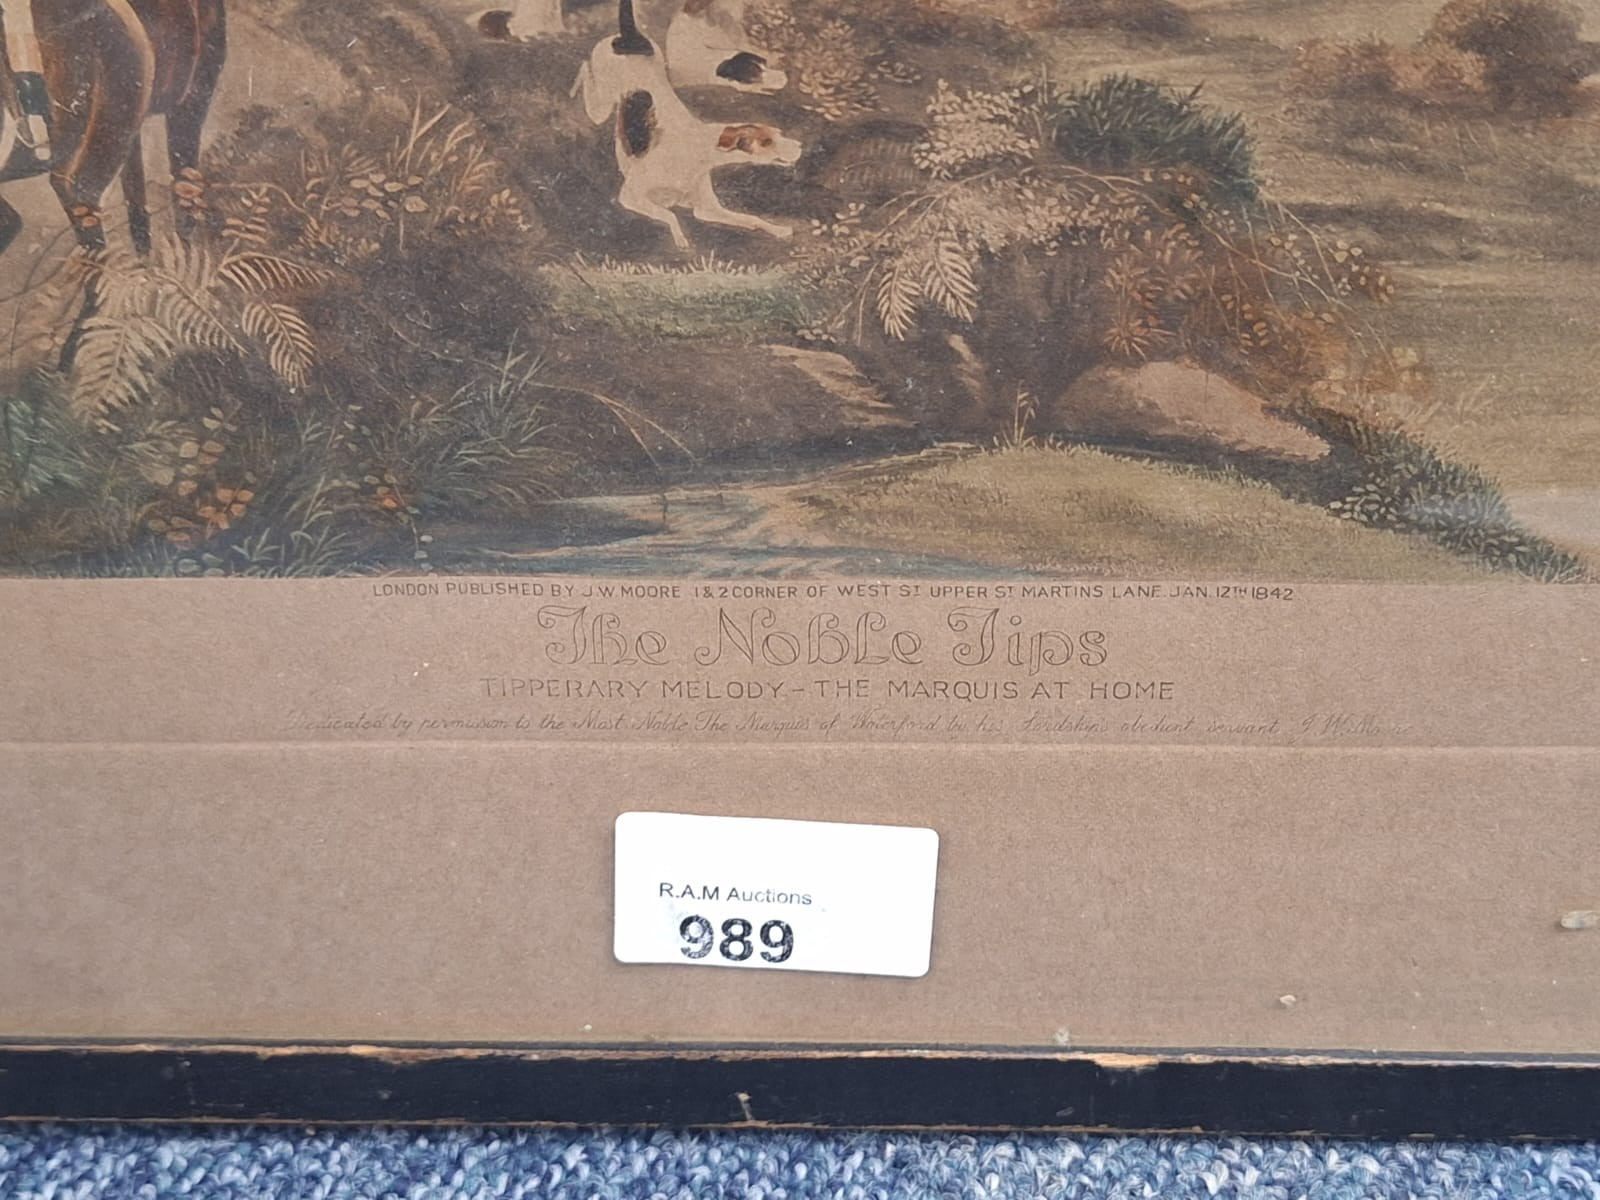 LONDON PUBLISHED BY J.W. MOORE 1 & 2 CORNER OF WEST ST UPPER ST MARTINS LANE. JAN. 12TH 1842
The Noble Tips
TIPPERARY MELODY - THE MARQUIS AT HOME
Dedicated by permission to the Most Noble The Marquis of Waterford by his Lordships obedient servant J. W. Moore
R.A.M Auctions
989